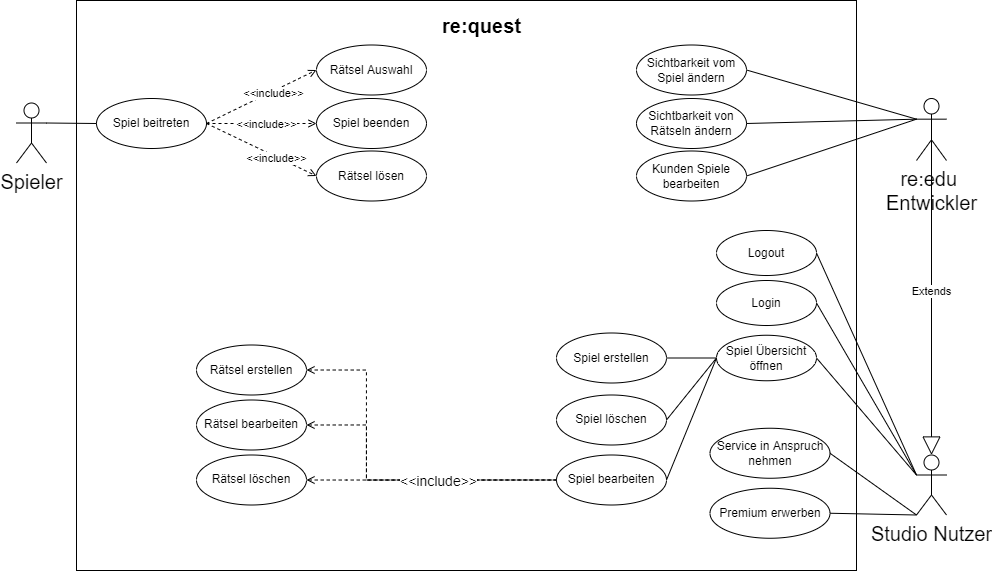 re:quest
Rätsel Auswahl
<<include>>
Spiel beitreten
<<include>>
Spiel beenden
<<include>>
Rätsel lösen
Spieler
Sichtbarkeit vom
Spiel ändern
Sichtbarkeit von
Rätseln ändern
Kunden Spiele
bearbeiten
re:edu
Entwickler
Logout
Login
Extends
Spiel Übersicht
öffnen
Spiel erstellen
Spiel löschen
Spiel bearbeiten
<<include>>
Rätsel erstellen
Rätsel bearbeiten
Rätsel löschen
Service in Anspruch
nehmen
Premium erwerben
Studio Nutzer